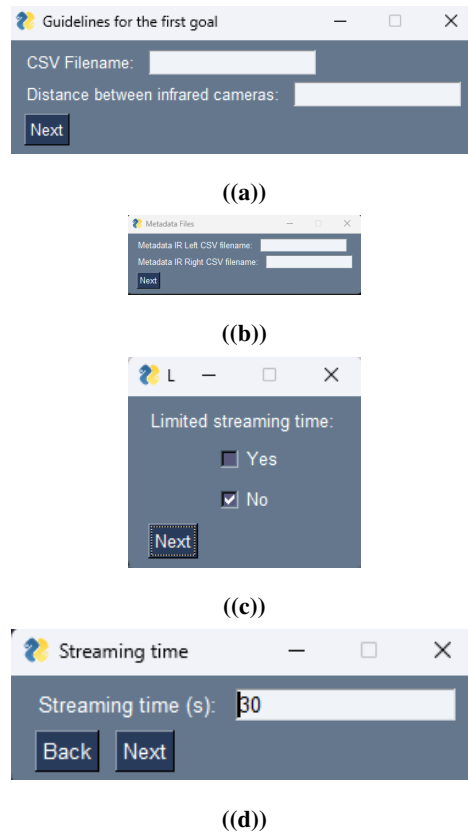 Guidelines for the first goal
CSV Filename:
Distance between infrared cameras:
Next
((a))
Metadata Files
Metadata IR Left CSV filename:
Metadata IR Right CSV filename:
Next
((b))
L
Limited streaming time:
Yes
No
Next
((c))
Streaming time
Streaming time (s): 30
Back Next
((d))